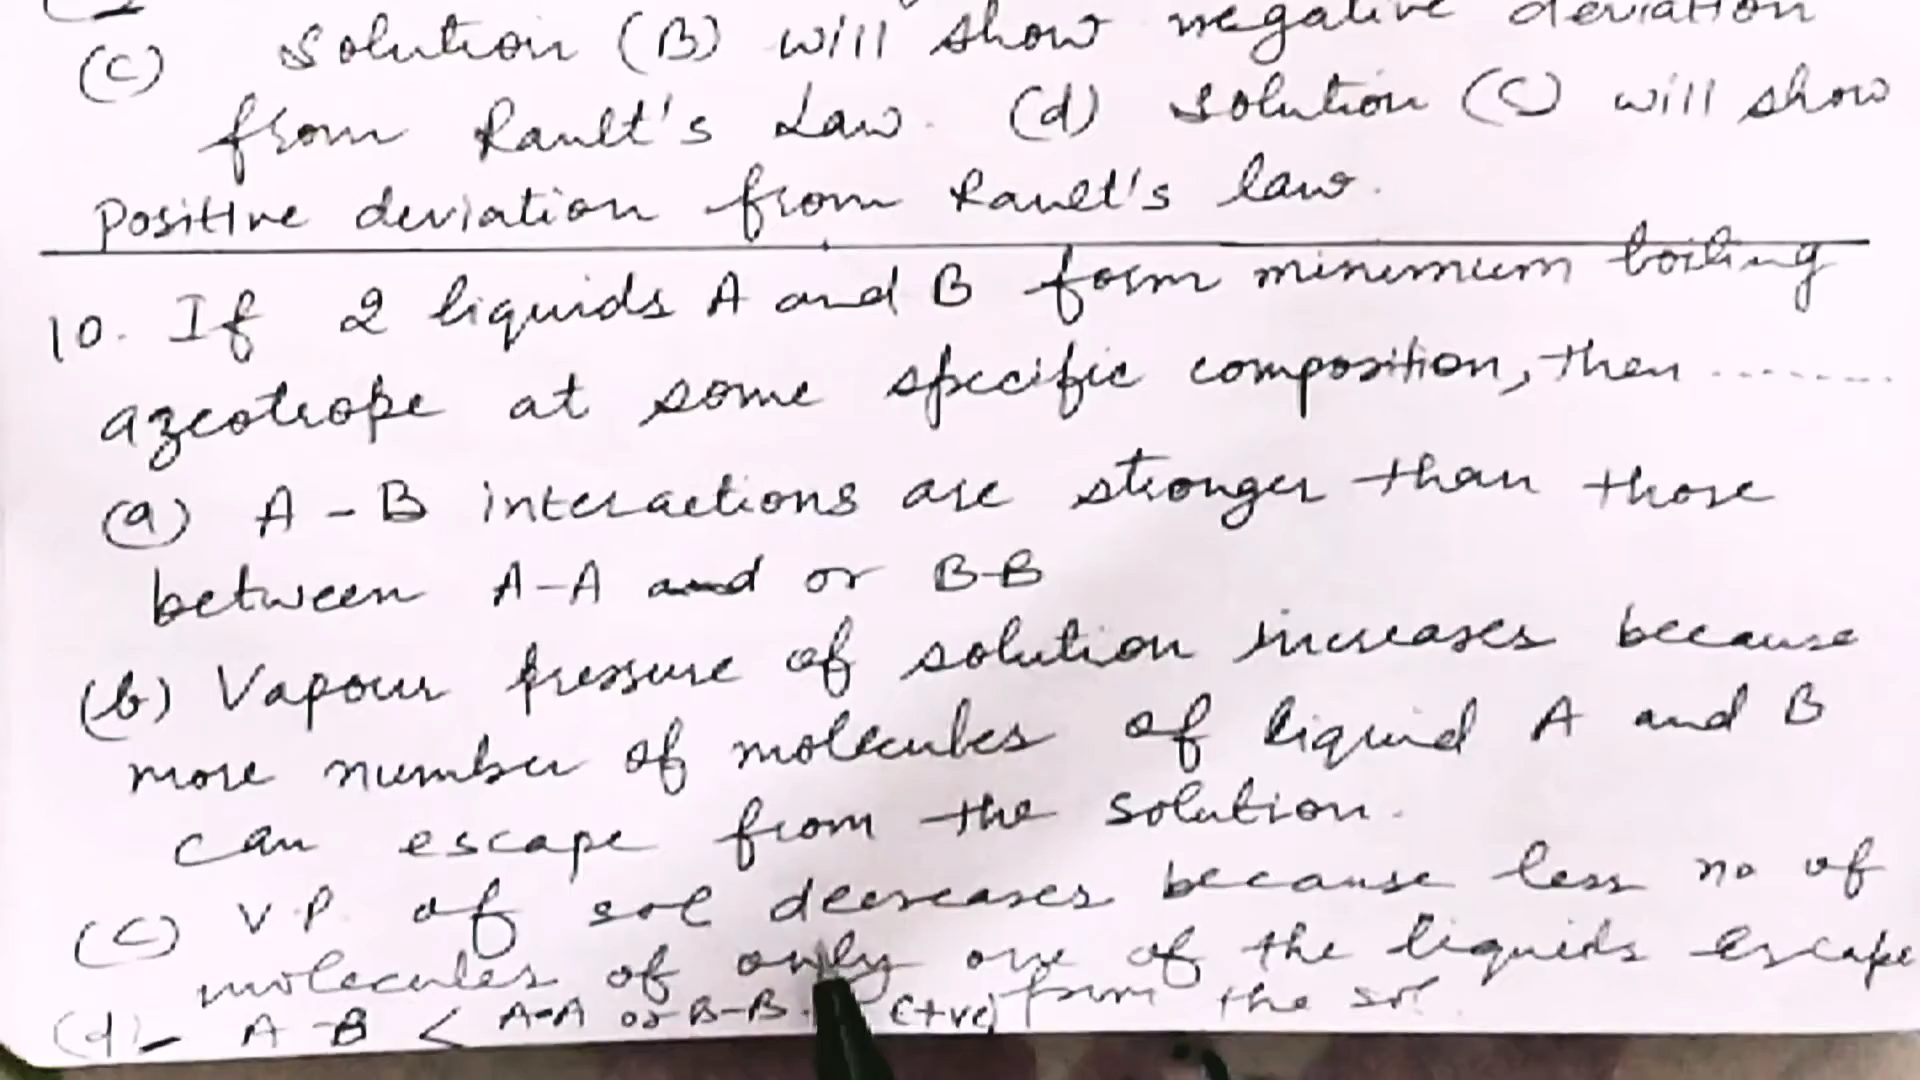 (c) Solution (B) will show negative deviation
from Rault's Law. (d) Solution (C) will show
Positive deviation from Rault's law.
10. If 2 liquids A and B form minimum boiling
azeotrope at some specific composition, then ........
(a) A-B interactions are stronger than those
between A-A and or B-B
(b) Vapour pressure of solution increases because
more number of molecules of liquid A and B
can escape from the solution.
(c) V.P. of sol decreases because less no of
molecules of only one of the liquids escape
from the sol
(d) - A-B < A-A or B-B. (+ve)